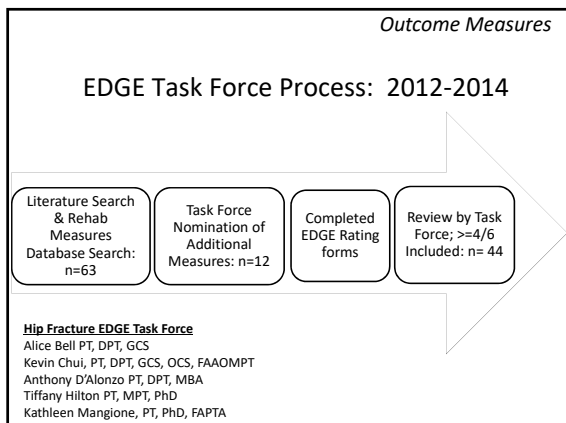 Outcome Measures
EDGE Task Force Process: 2012-2014
Literature Search
& Rehab
Measures
Database Search:
n=63
Task Force
Nomination of
Additional
Measures: n=12
Completed
EDGE Rating
forms
Review by Task
Force; >=4/6
Included: n= 44
Hip Fracture EDGE Task Force
Alice Bell PT, DPT, GCS
Kevin Chui, PT, DPT, GCS, OCS, FAAOMPT
Anthony D'Alonzo PT, DPT, MBA
Tiffany Hilton PT, MPT, PhD
Kathleen Mangione, PT, PhD, FAPTA